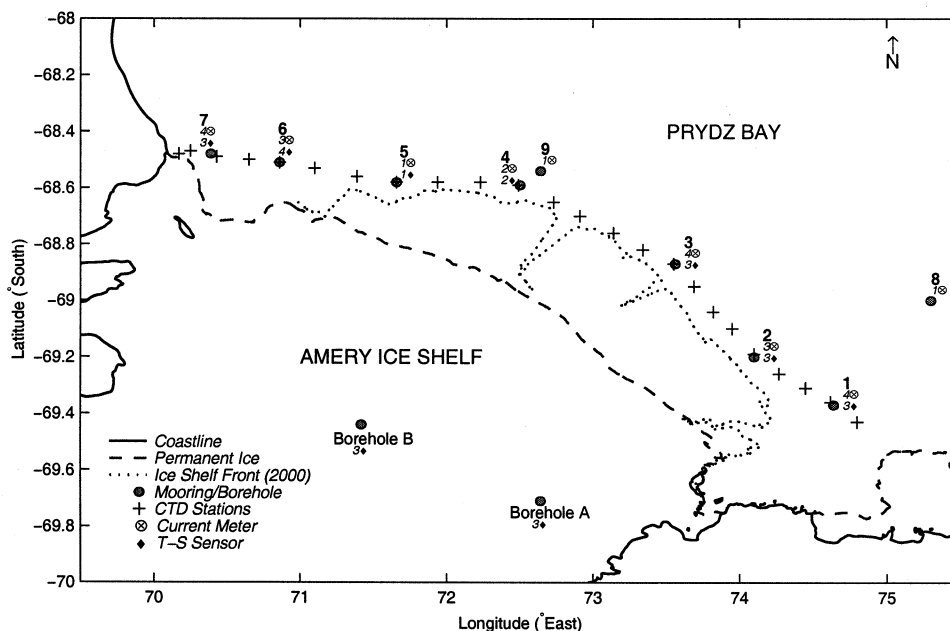 −68
−68.2
−68.4
−68.6
−68.8
−69
−69.2
−69.4
−69.6
−69.8
−70
Latitude (°South)
N
PRYDZ BAY
7
4
3
6
3
4
5
1
1
4
2
2
9
1
3
4
3
8
1
2
3
3
1
4
3
AMERY ICE SHELF
Borehole B
3
Borehole A
3
Coastline
Permanent Ice
Ice Shelf Front (2000)
Mooring/Borehole
CTD Stations
Current Meter
T−S Sensor
70 71 72 73 74 75
Longitude (°East)